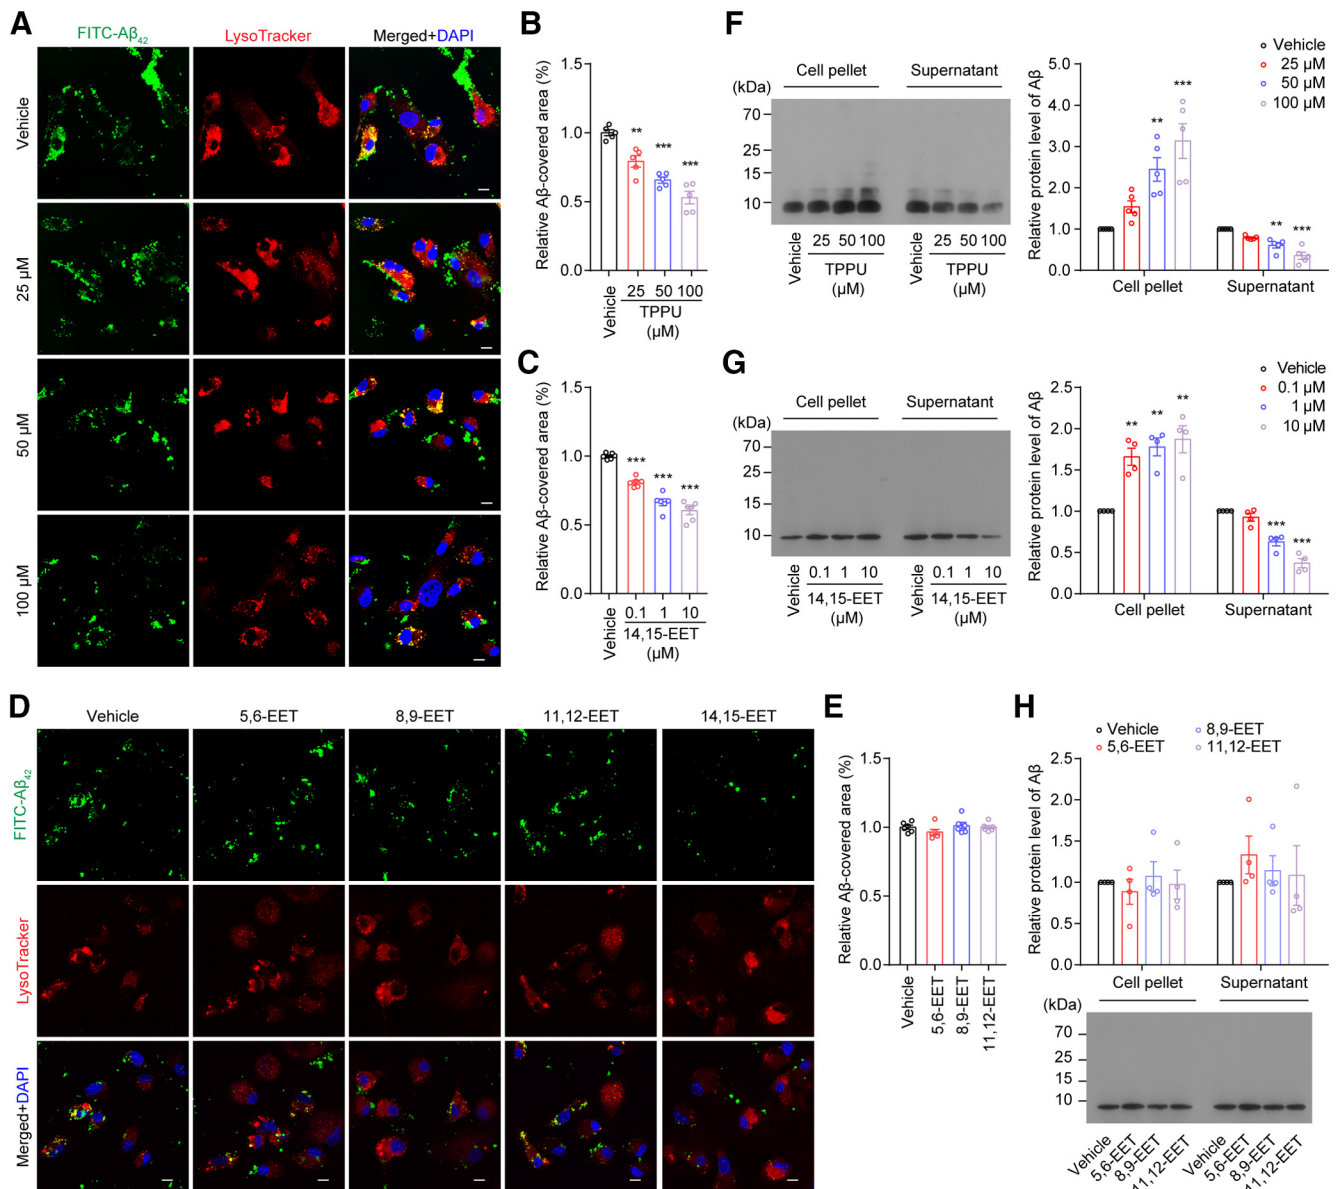 A
FITC-Aβ42
LysoTracker
Merged+DAPI
Vehicle
25 µM
50 µM
100 µM
B
Relative Aβ-covered area (%)
1.5
1.0
0.5
0.0
**
***
***
Vehicle
25 50 100
TPPU
(µM)
C
Relative Aβ-covered area (%)
1.5
1.0
0.5
0.0
***
***
***
Vehicle
0.1 1 10
14,15-EET
(µM)
F
Cell pellet
Supernatant
(kDa)
70
25
15
10
Vehicle
25 50 100
TPPU
(µM)
Vehicle
25 50 100
TPPU
(µM)
Relative protein level of Aβ
5.0
4.0
3.0
2.0
1.0
0.0
Vehicle
25 µM
50 µM
100 µM
**
***
**
***
Cell pellet
Supernatant
G
Cell pellet
Supernatant
(kDa)
70
25
15
10
Vehicle
0.1 1 10
14,15-EET
(µM)
Vehicle
0.1 1 10
14,15-EET
(µM)
Relative protein level of Aβ
2.5
2.0
1.5
1.0
0.5
0.0
Vehicle
0.1 µM
1 µM
10 µM
**
**
**
***
***
Cell pellet
Supernatant
D
Vehicle
5,6-EET
8,9-EET
11,12-EET
14,15-EET
FITC-Aβ42
LysoTracker
Merged+DAPI
E
Relative Aβ-covered area (%)
1.5
1.0
0.5
0.0
Vehicle
5,6-EET
8,9-EET
11,12-EET
H
Vehicle
5,6-EET
8,9-EET
11,12-EET
Relative protein level of Aβ
2.5
2.0
1.5
1.0
0.5
0.0
Cell pellet
Supernatant
(kDa)
70
25
15
10
Vehicle
5,6-EET
8,9-EET
11,12-EET
Vehicle
5,6-EET
8,9-EET
11,12-EET